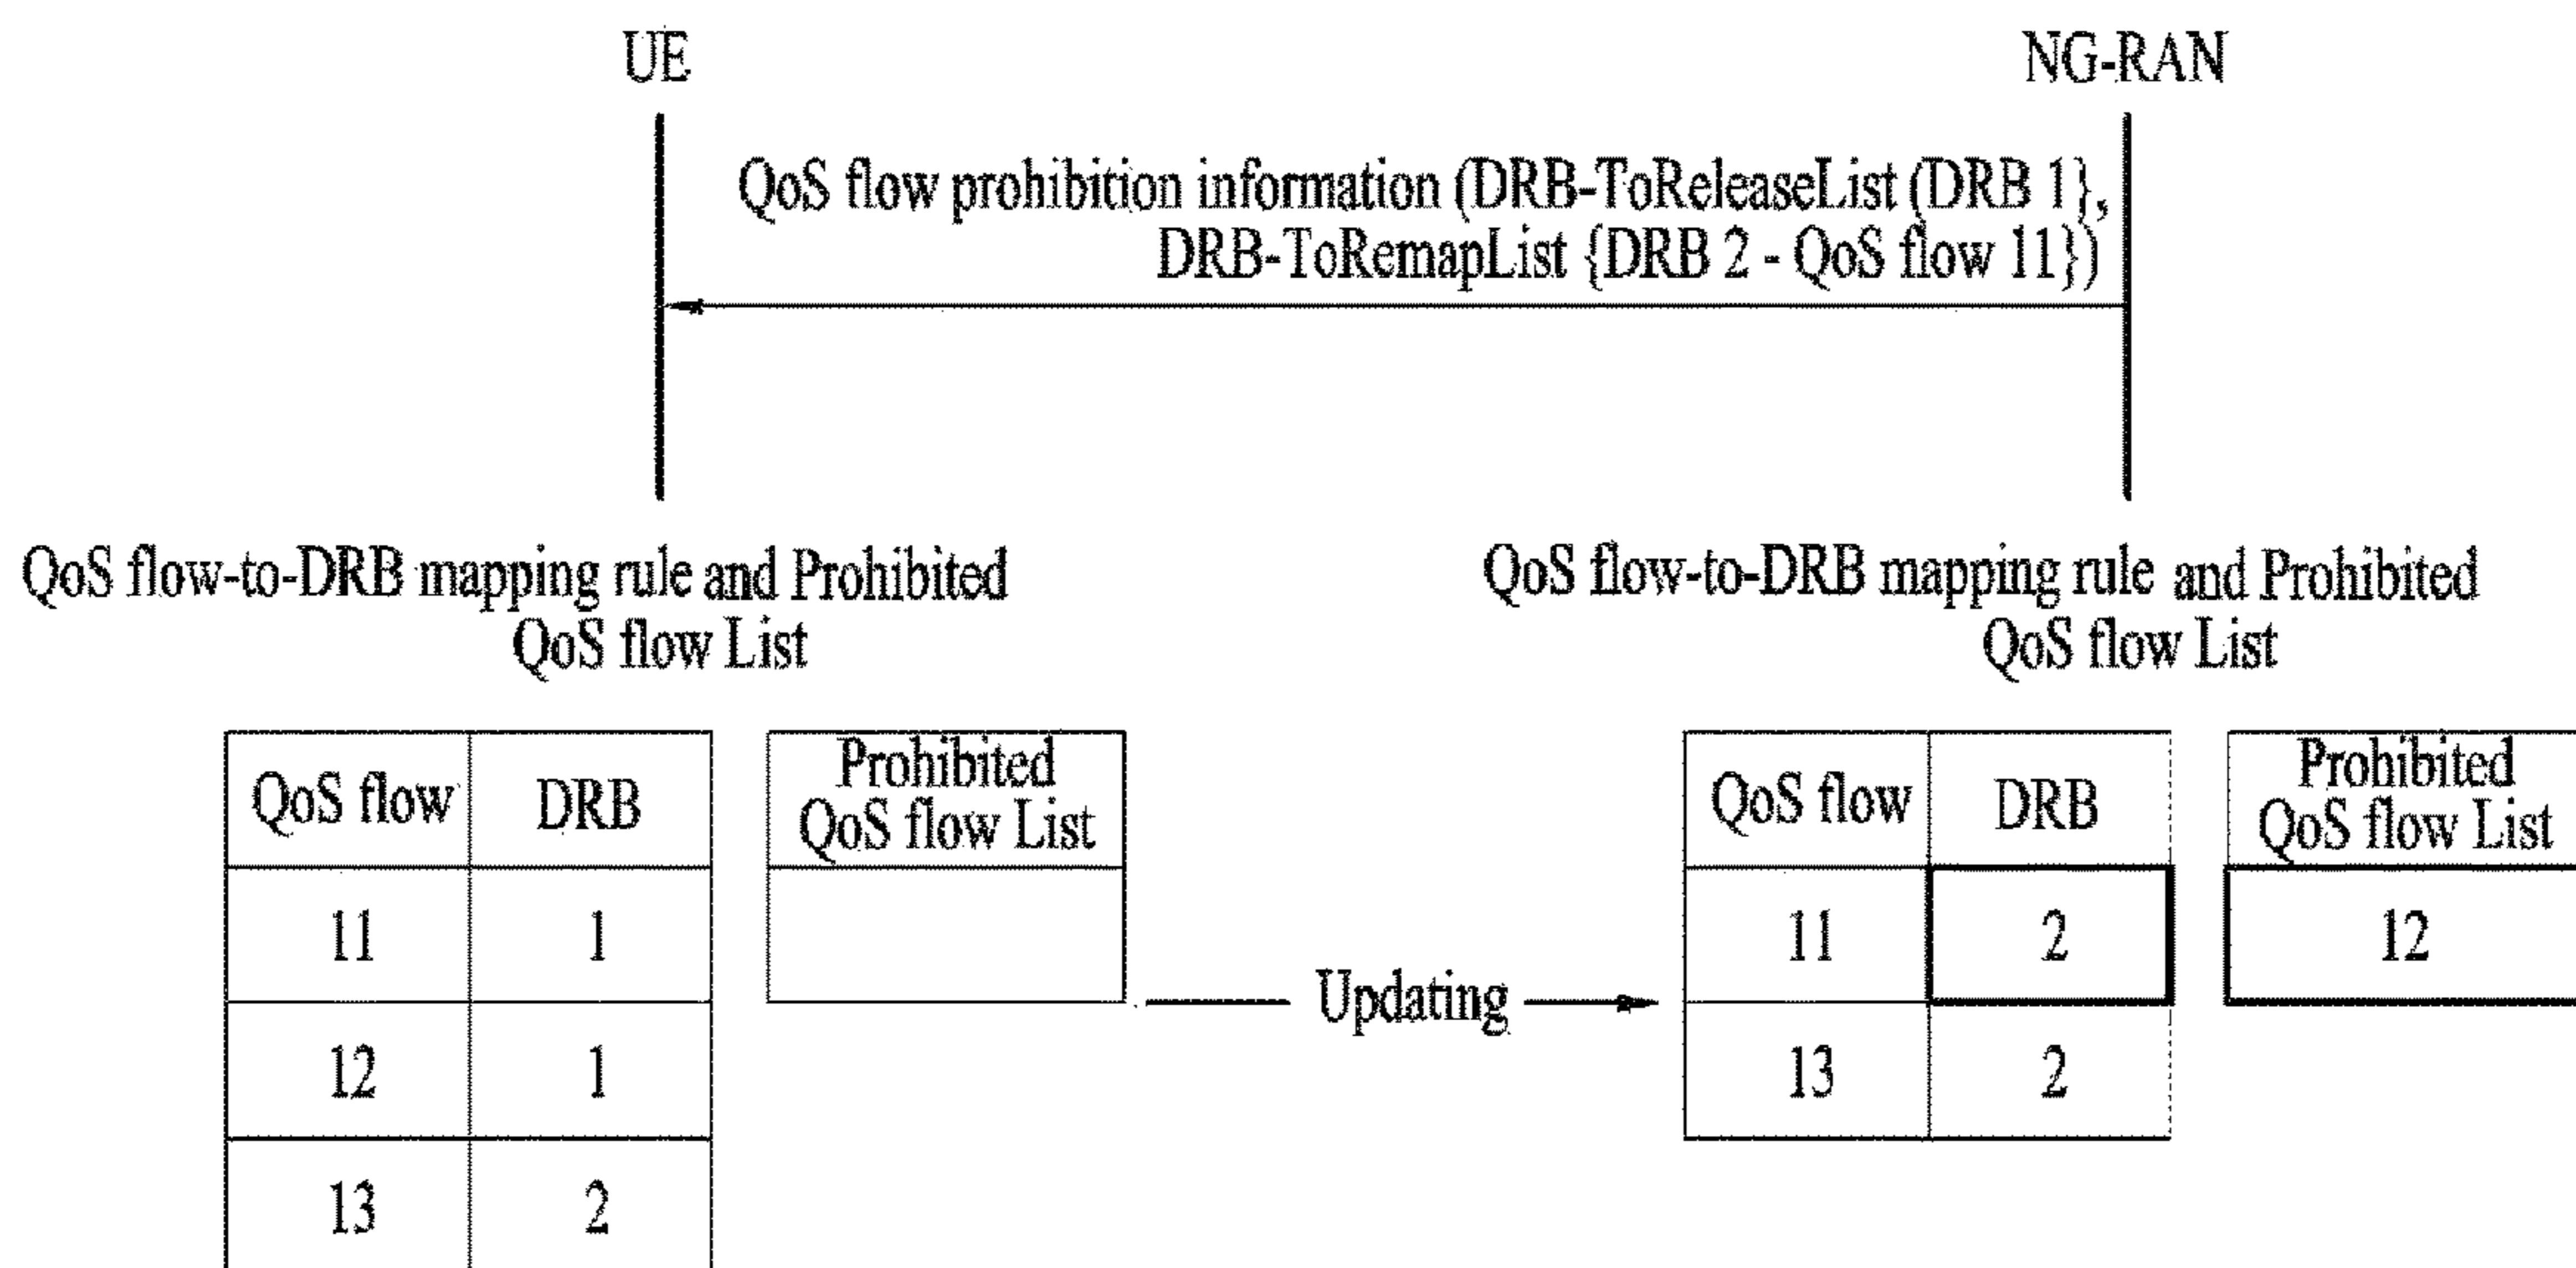 UE
NG-RAN
QoS flow prohibition information (DRB-ToReleaseList (DRB 1},
DRB-ToRemapList {DRB 2 - QoS flow 11})
QoS flow-to-DRB mapping rule and Prohibited
QoS flow List
QoS flow-to-DRB mapping rule and Prohibited
QoS flow List
QoS flow DRB
11 1
12 1
13 2
Prohibited
QoS flow List
Updating
QoS flow DRB
11 2
13 2
Prohibited
QoS flow List
12